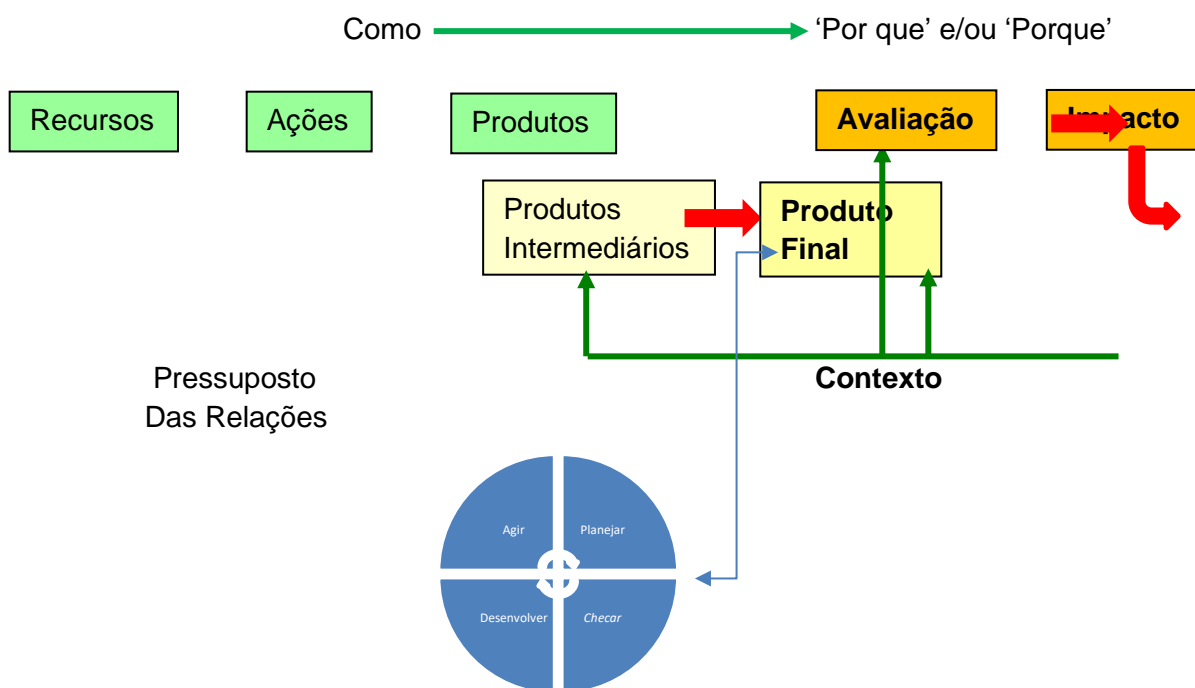 Como
'Por que' e/ou 'Porque'
Recursos
Ações
Produtos
Avaliação
Impacto
Produtos
Intermediários
Produto
Final
Contexto
Pressuposto
Das Relações
Agir
Planejar
Desenvolver
Checar